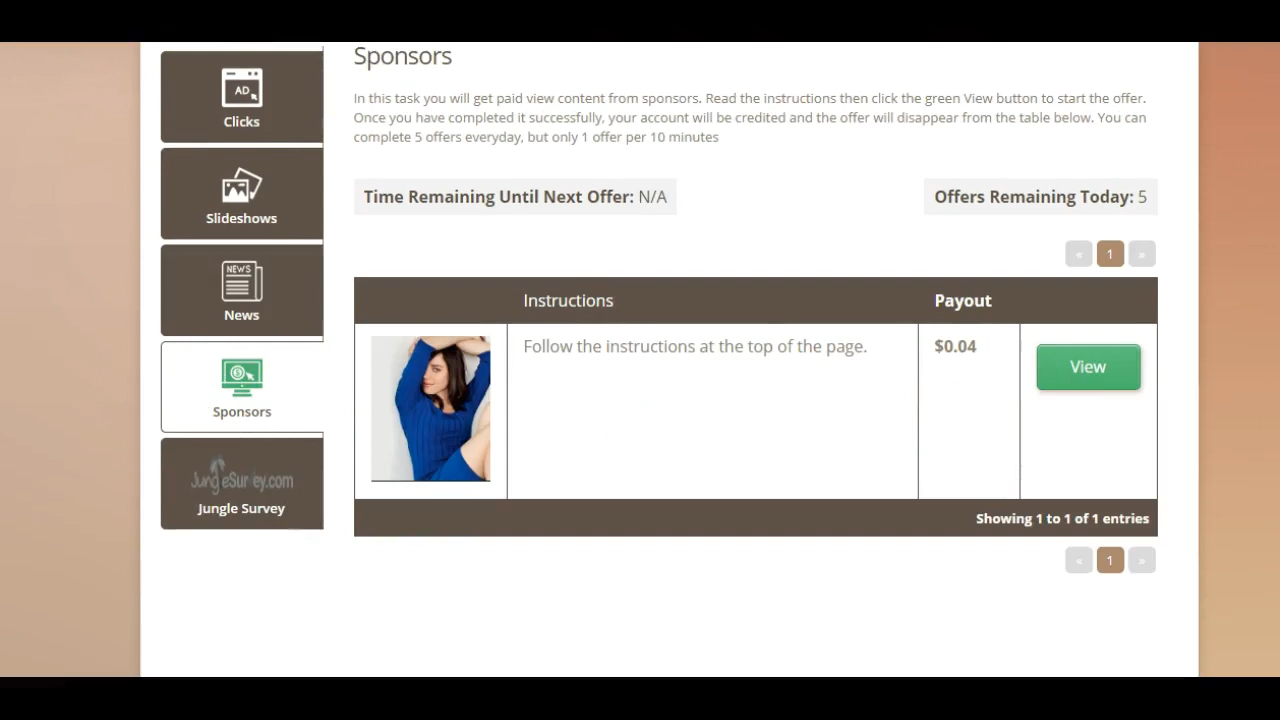 Sponsors
In this task you will get paid view content from sponsors. Read the instructions then click the green View button to start the offer.
Once you have completed it successfully, your account will be credited and the offer will disappear from the table below. You can
complete 5 offers everyday, but only 1 offer per 10 minutes
AD
Clicks
Slideshows
NEWS
News
$
Sponsors
JungleSurvey.com
Jungle Survey
Time Remaining Until Next Offer: N/A
Offers Remaining Today: 5
« 1 »
Instructions
Payout
Follow the instructions at the top of the page.
$0.04
View
Showing 1 to 1 of 1 entries
« 1 »